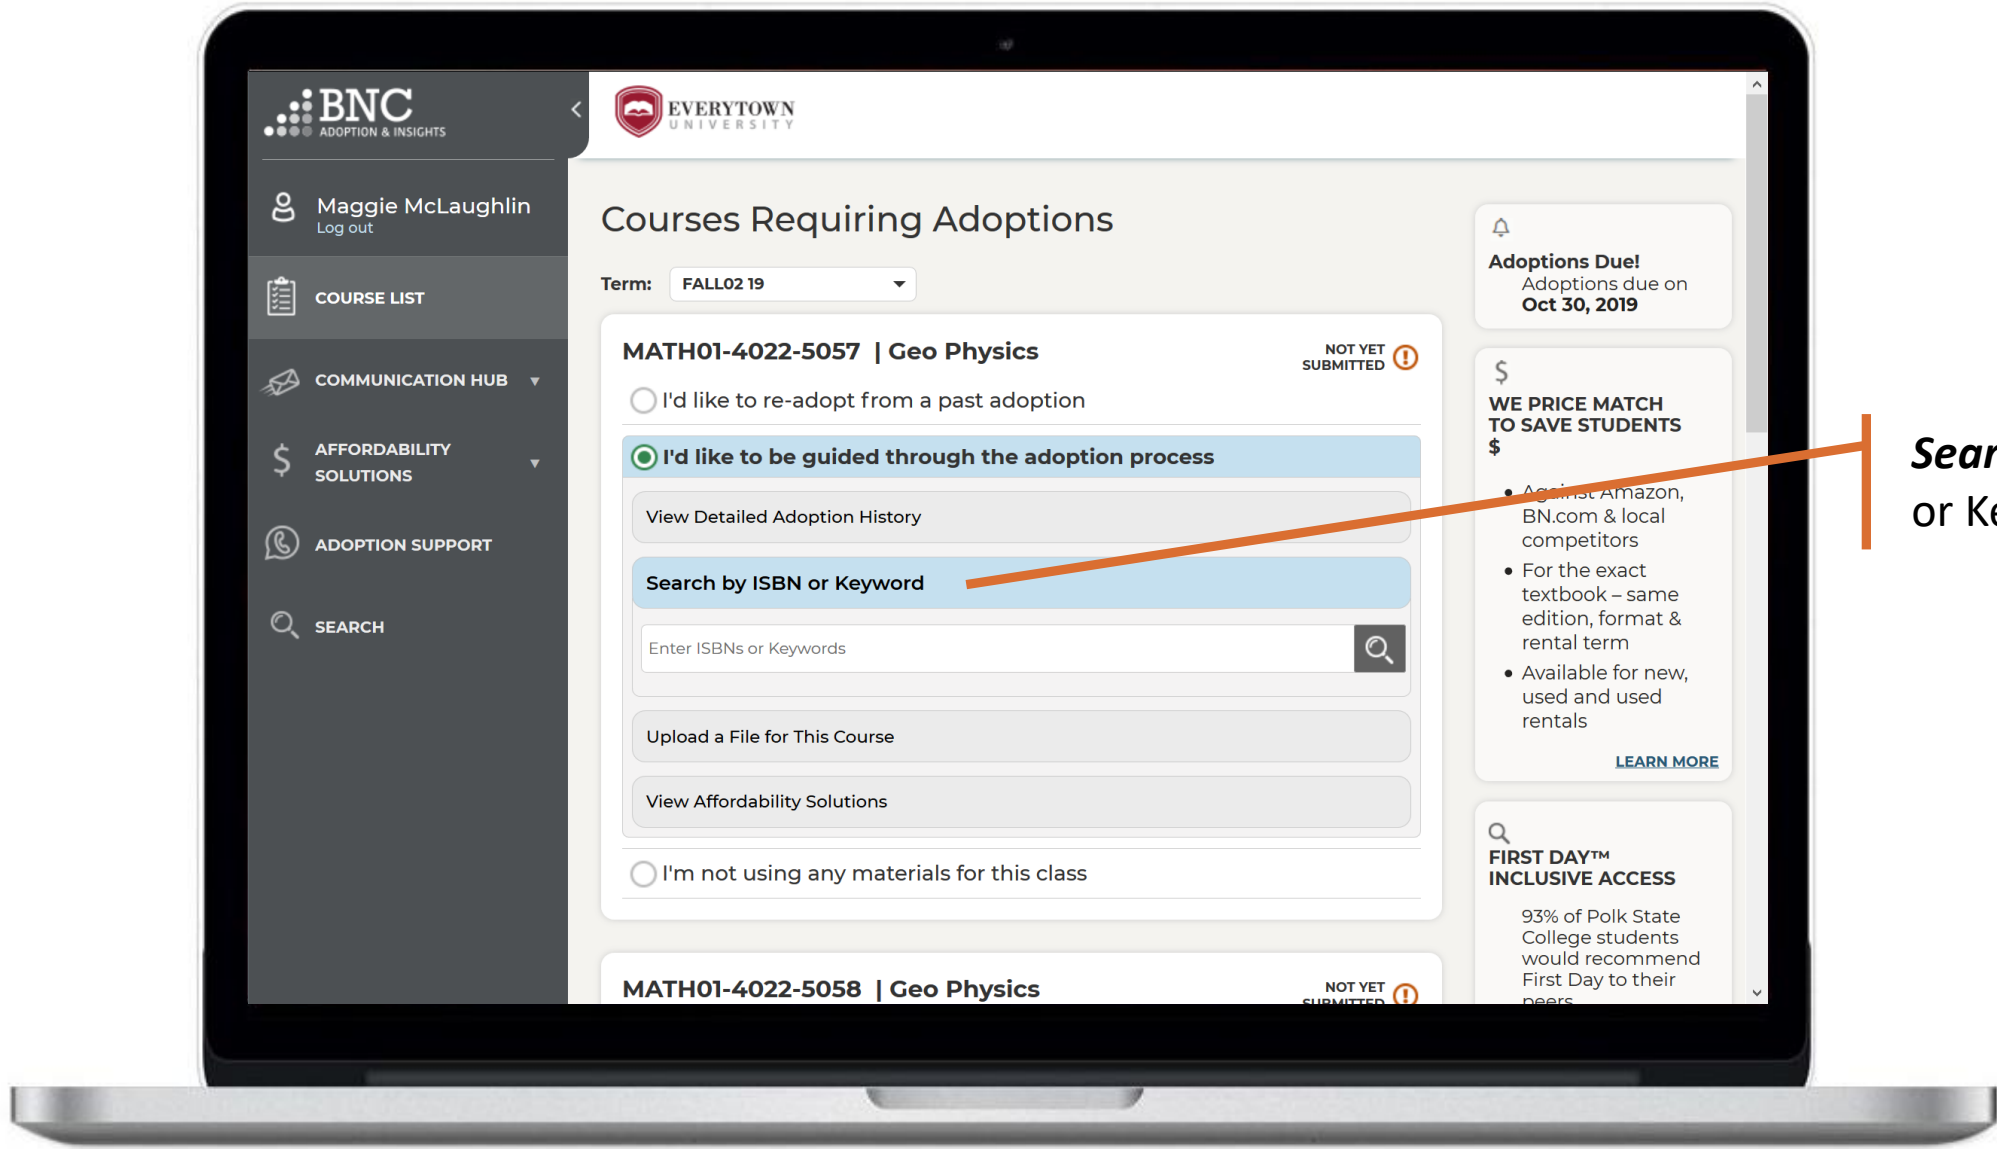 BNC
ADOPTION & INSIGHTS
Maggie McLaughlin
Log out
COURSE LIST
COMMUNICATION HUB
AFFORDABILITY
SOLUTIONS
ADOPTION SUPPORT
SEARCH
EVERYTOWN
UNIVERSITY
Courses Requiring Adoptions
Term: FALL02 19
MATH01-4022-5057 | Geo Physics
NOT YET
SUBMITTED
I'd like to re-adopt from a past adoption
I'd like to be guided through the adoption process
View Detailed Adoption History
Search by ISBN or Keyword
Enter ISBNs or Keywords
Upload a File for This Course
View Affordability Solutions
I'm not using any materials for this class
MATH01-4022-5058 | Geo Physics
NOT YET
SUBMITTED
Adoptions Due!
Adoptions due on
Oct 30, 2019
$
WE PRICE MATCH
TO SAVE STUDENTS
$
• Against Amazon,
BN.com & local
competitors
• For the exact
textbook – same
edition, format &
rental term
• Available for new,
used and used
rentals
LEARN MORE
FIRST DAY™
INCLUSIVE ACCESS
93% of Polk State
College students
would recommend
First Day to their
peers
or